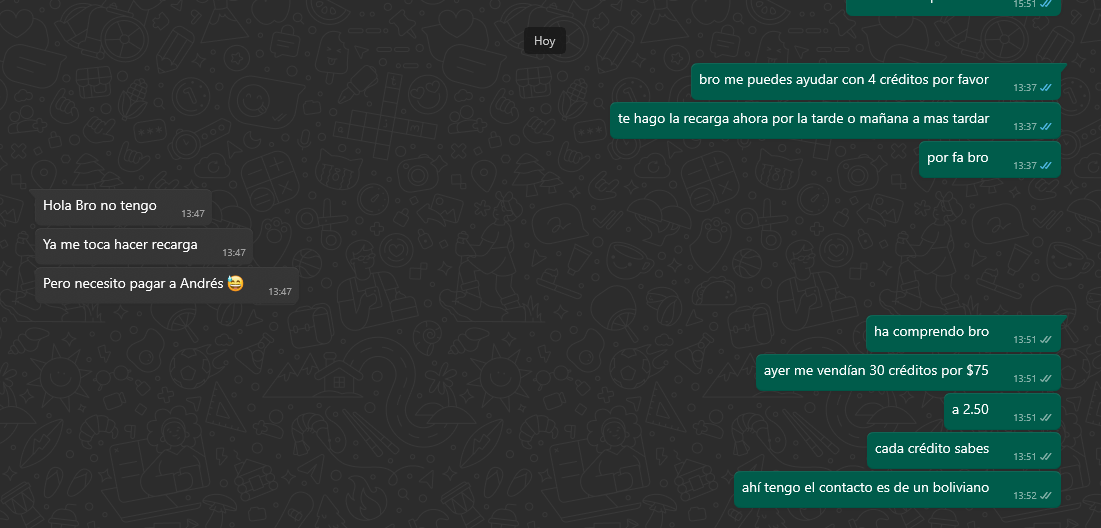 15:51
Hoy
bro me puedes ayudar con 4 créditos por favor 13:37
te hago la recarga ahora por la tarde o mañana a mas tardar 13:37
por fa bro 13:37
Hola Bro no tengo 13:47
Ya me toca hacer recarga 13:47
Pero necesito pagar a Andrés 😅 13:47
ha comprendo bro 13:51
ayer me vendían 30 créditos por $75 13:51
a 2.50 13:51
cada crédito sabes 13:51
ahí tengo el contacto es de un boliviano 13:52